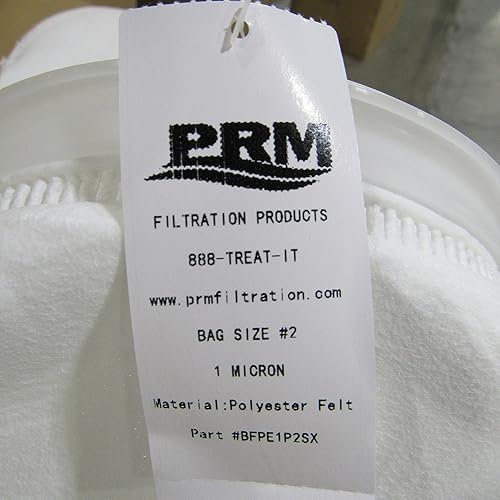 PRM
FILTRATION PRODUCTS
888-TREAT-IT
www.prmfiltration.com
BAG SIZE #2
1 MICRON
Material:Polyester Felt
Part #BFPE1P2SX